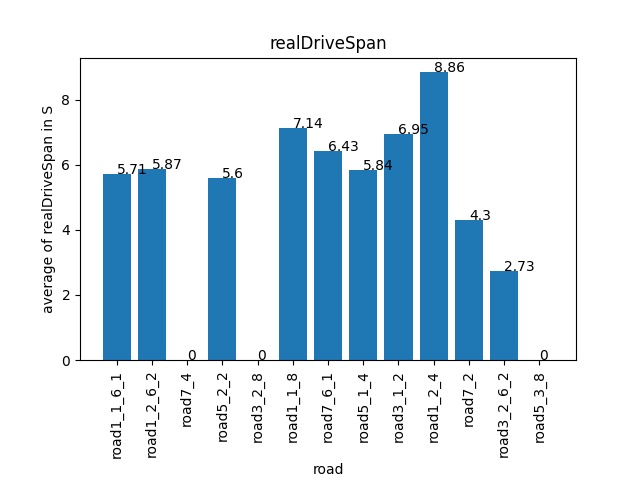 realDriveSpan
average of realDriveSpan in S
8
6
4
2
0
5.71
5.87
0
5.6
0
7.14
6.43
5.84
6.95
8.86
4.3
2.73
0
road1_1_6_1
road1_2_6_2
road7_4
road5_2_2
road3_2_8
road1_1_8
road7_6_1
road5_1_4
road3_1_2
road1_2_4
road7_2
road3_2_6_2
road5_3_8
road